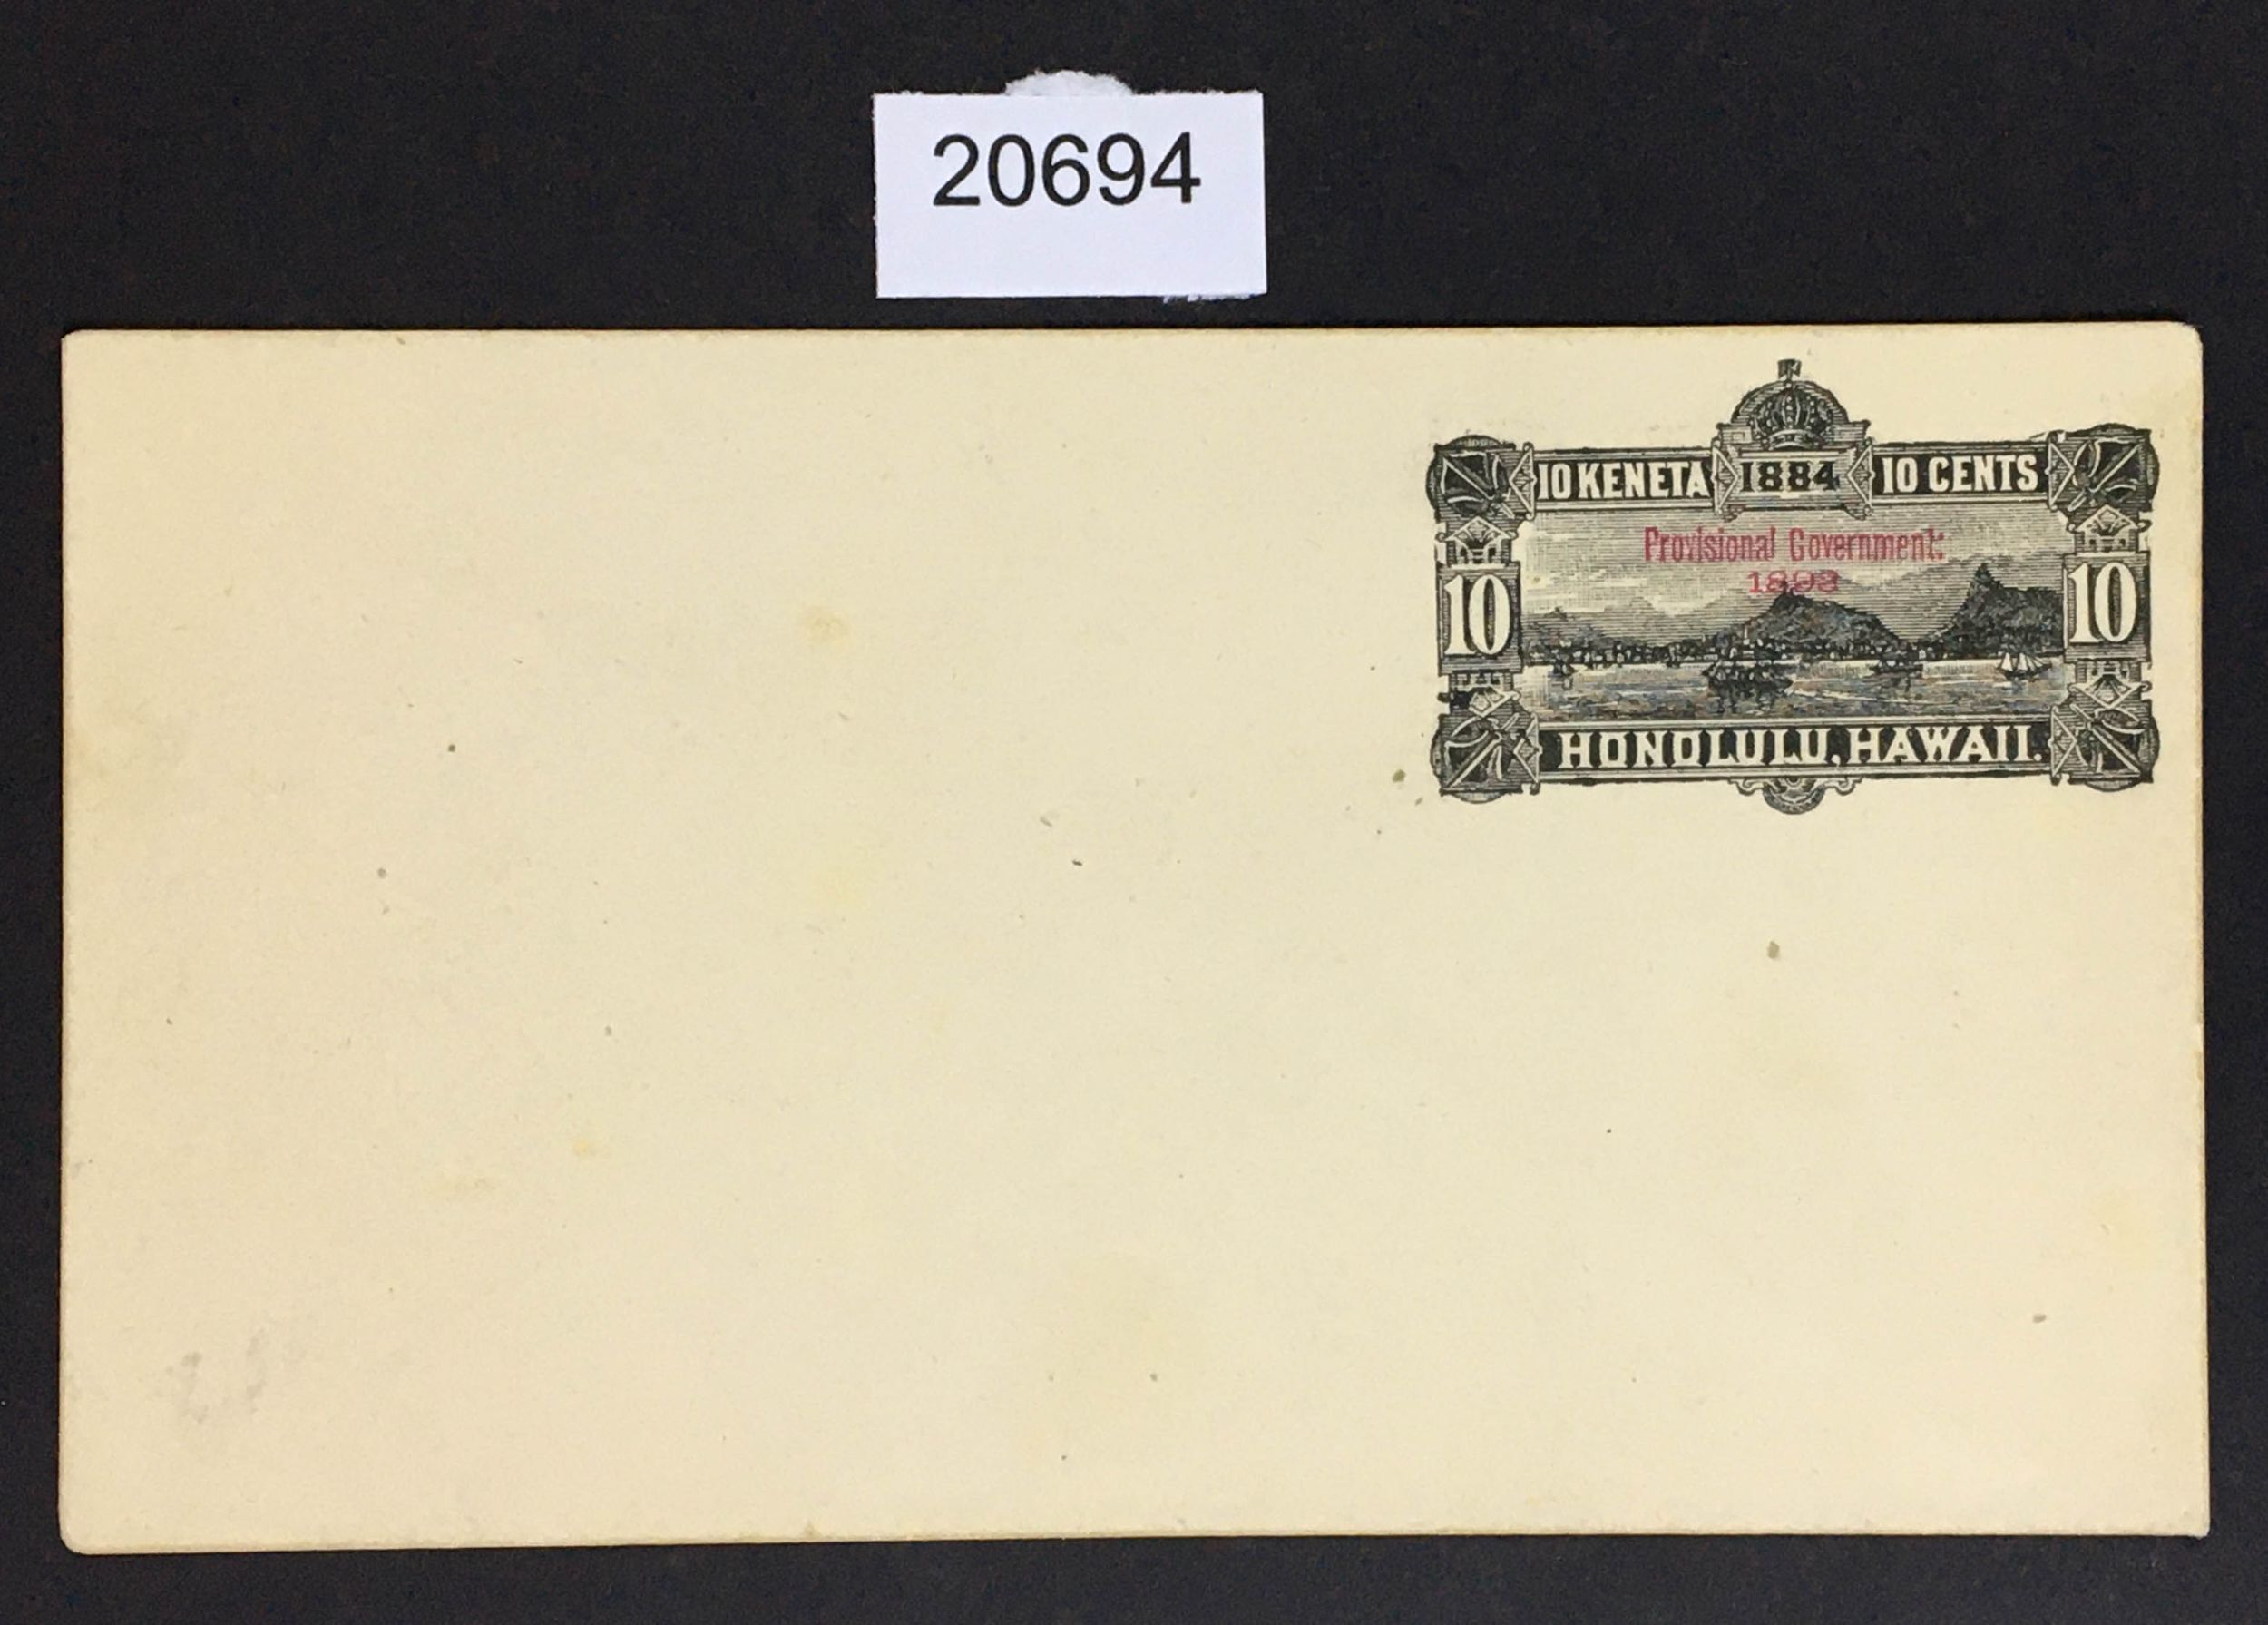 20694
10 KENETA 1884 10 CENTS
Provisional Government:
1893
10 10
HONOLULU, HAWAII.